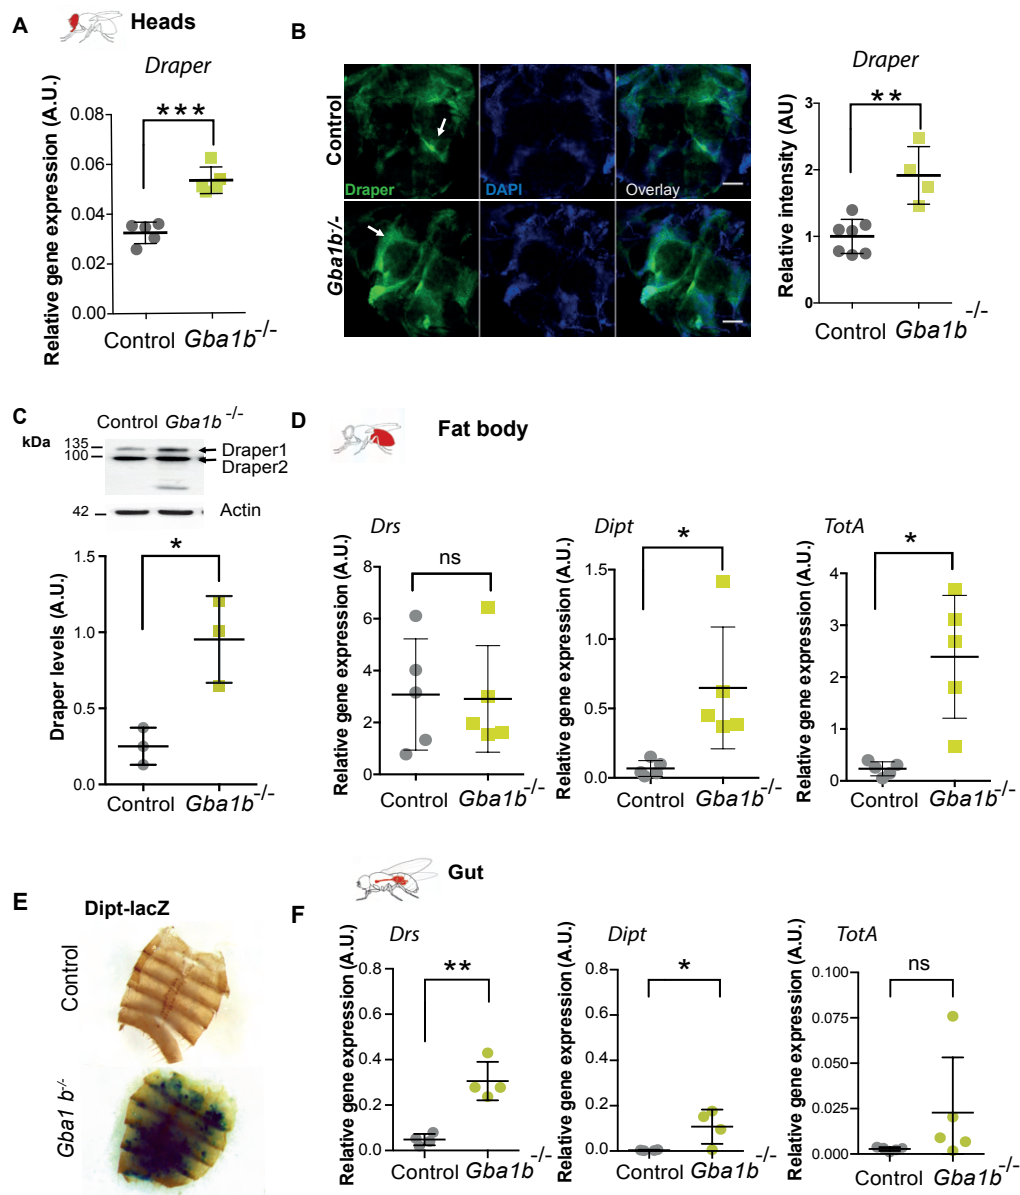 A
Heads
Draper
Relative gene expression (A.U.)
***
0.08
0.06
0.04
0.02
0.00
Control Gba1b-/-
B
Control
Gba1b-/-
Draper
DAPI
Overlay
Draper
Relative intensity (AU)
**
3
2
1
0
Control Gba1b-/-
C
Control Gba1b-/-
kDa
135
100
42
Draper1
Draper2
Actin
Draper levels (A.U.)
*
1.5
1.0
0.5
0.0
Control Gba1b-/-
D
Fat body
Drs
Relative gene expression (A.U.)
ns
8
6
4
2
0
Control Gba1b-/-
Dipt
Relative gene expression (A.U.)
*
1.5
1.0
0.5
0.0
Control Gba1b-/-
TotA
Relative gene expression (A.U.)
*
4
3
2
1
0
Control Gba1b-/-
E
Dipt-lacZ
Control
Gba1 b-/-
F
Gut
Drs
Relative gene expression (A.U.)
**
0.8
0.6
0.4
0.2
0.0
Control Gba1b-/-
Dipt
Relative gene expression (A.U.)
*
0.8
0.6
0.4
0.2
0.0
Control Gba1b-/-
TotA
Relative gene expression (A.U.)
ns
0.100
0.075
0.050
0.025
0.000
Control Gba1b-/-